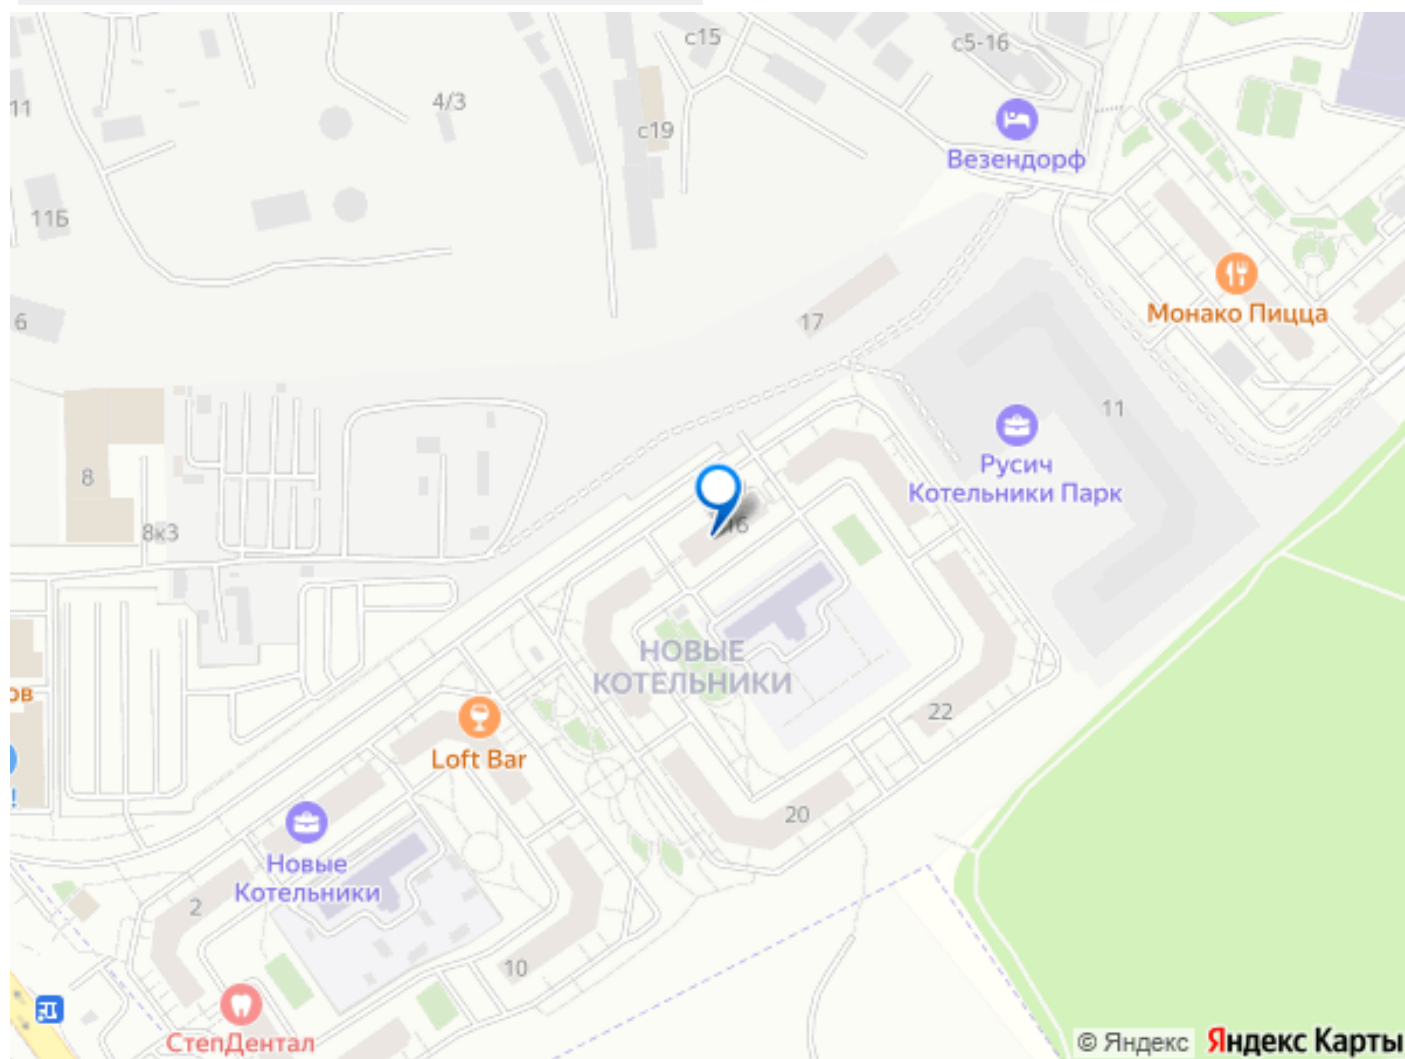 с15
с5-16
4/3
11
с19
Везендорф
11Б
Монако Пицца
6
17
11
Русич
Котельники Парк
8
16
8к3
НОВЫЕ
КОТЕЛЬНИКИ
ов
22
Loft Bar
!
20
Новые
Котельники
2
10
СтепДентал
© Яндекс Яндекс Карты